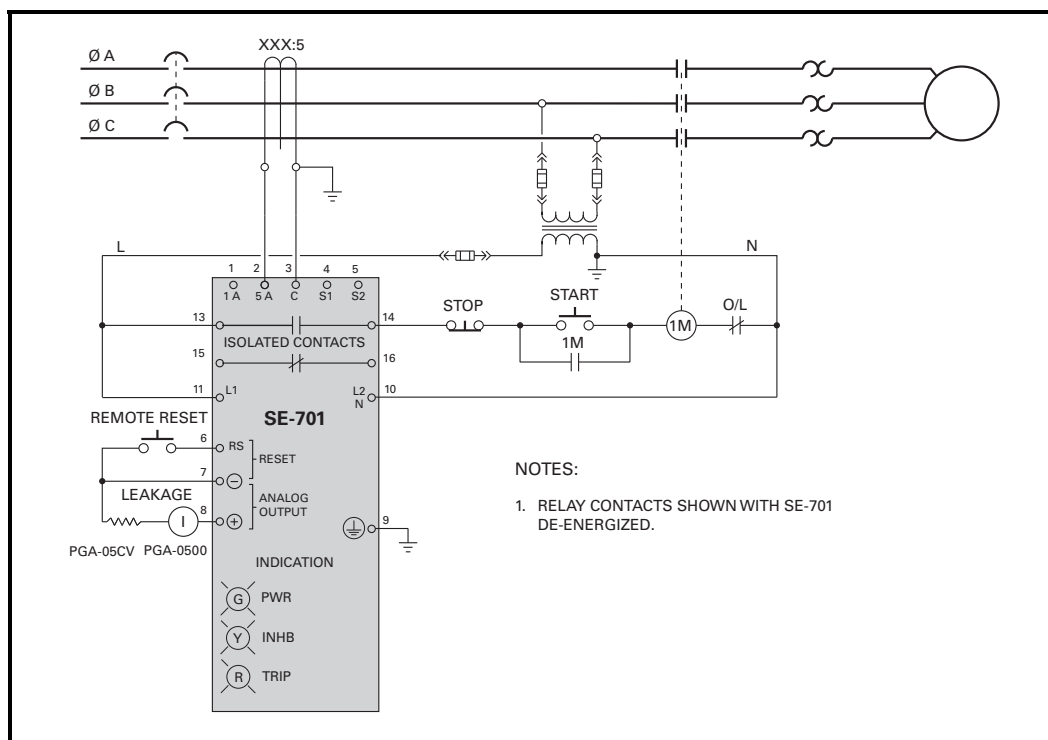 XXX:5
Ø A
Ø B
Ø C
L
N
1 2 3 4 5
1 A 5 A C S1 S2
STOP
START
1M
1M
O/L
13
14
ISOLATED CONTACTS
15
16
11
L1
L2
N
10
SE-701
REMOTE RESET
6
RS
RESET
7
−
LEAKAGE
8
I
+
ANALOG
OUTPUT
9
PGA-05CV PGA-0500
INDICATION
G PWR
Y INHB
R TRIP
NOTES:
1. RELAY CONTACTS SHOWN WITH SE-701
DE-ENERGIZED.